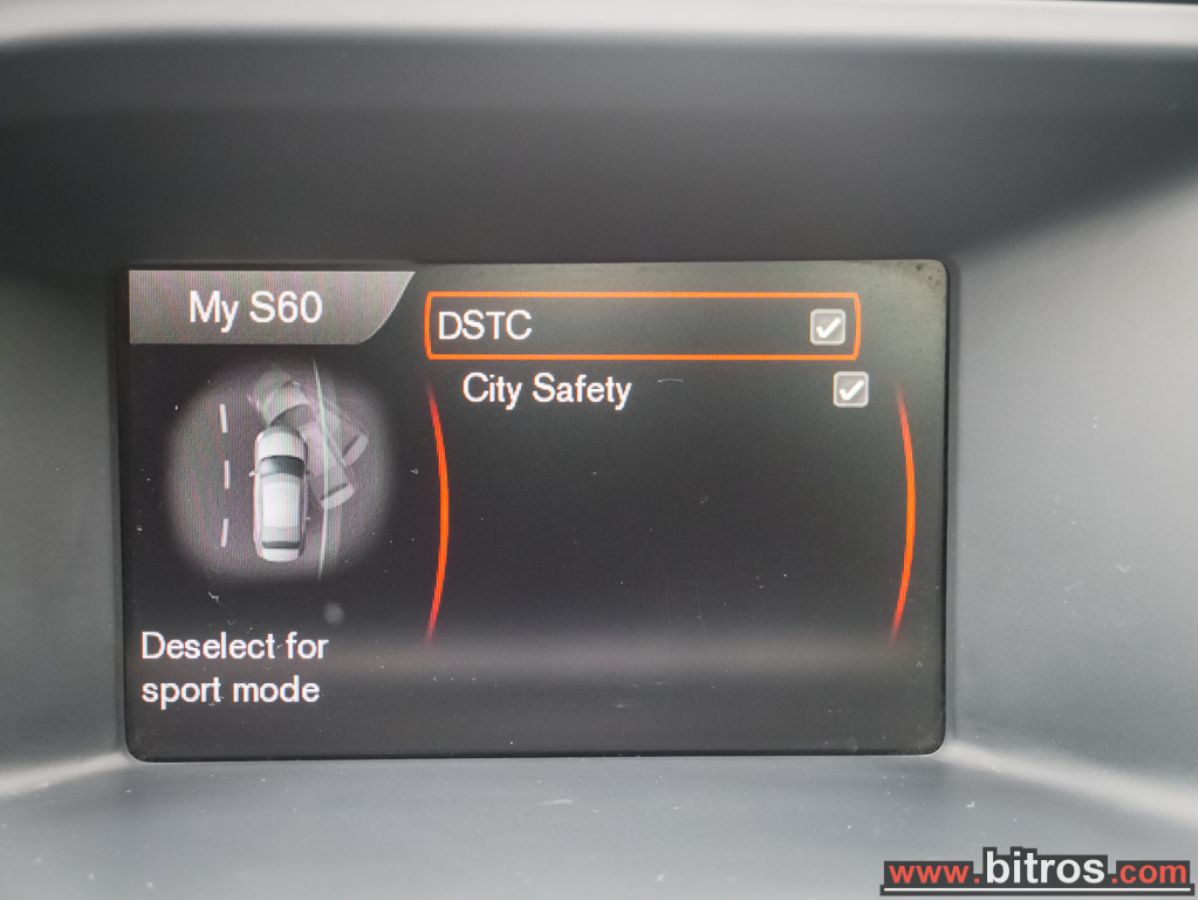 My S60
DSTC
City Safety
Deselect for
sport mode
www.bitros.com